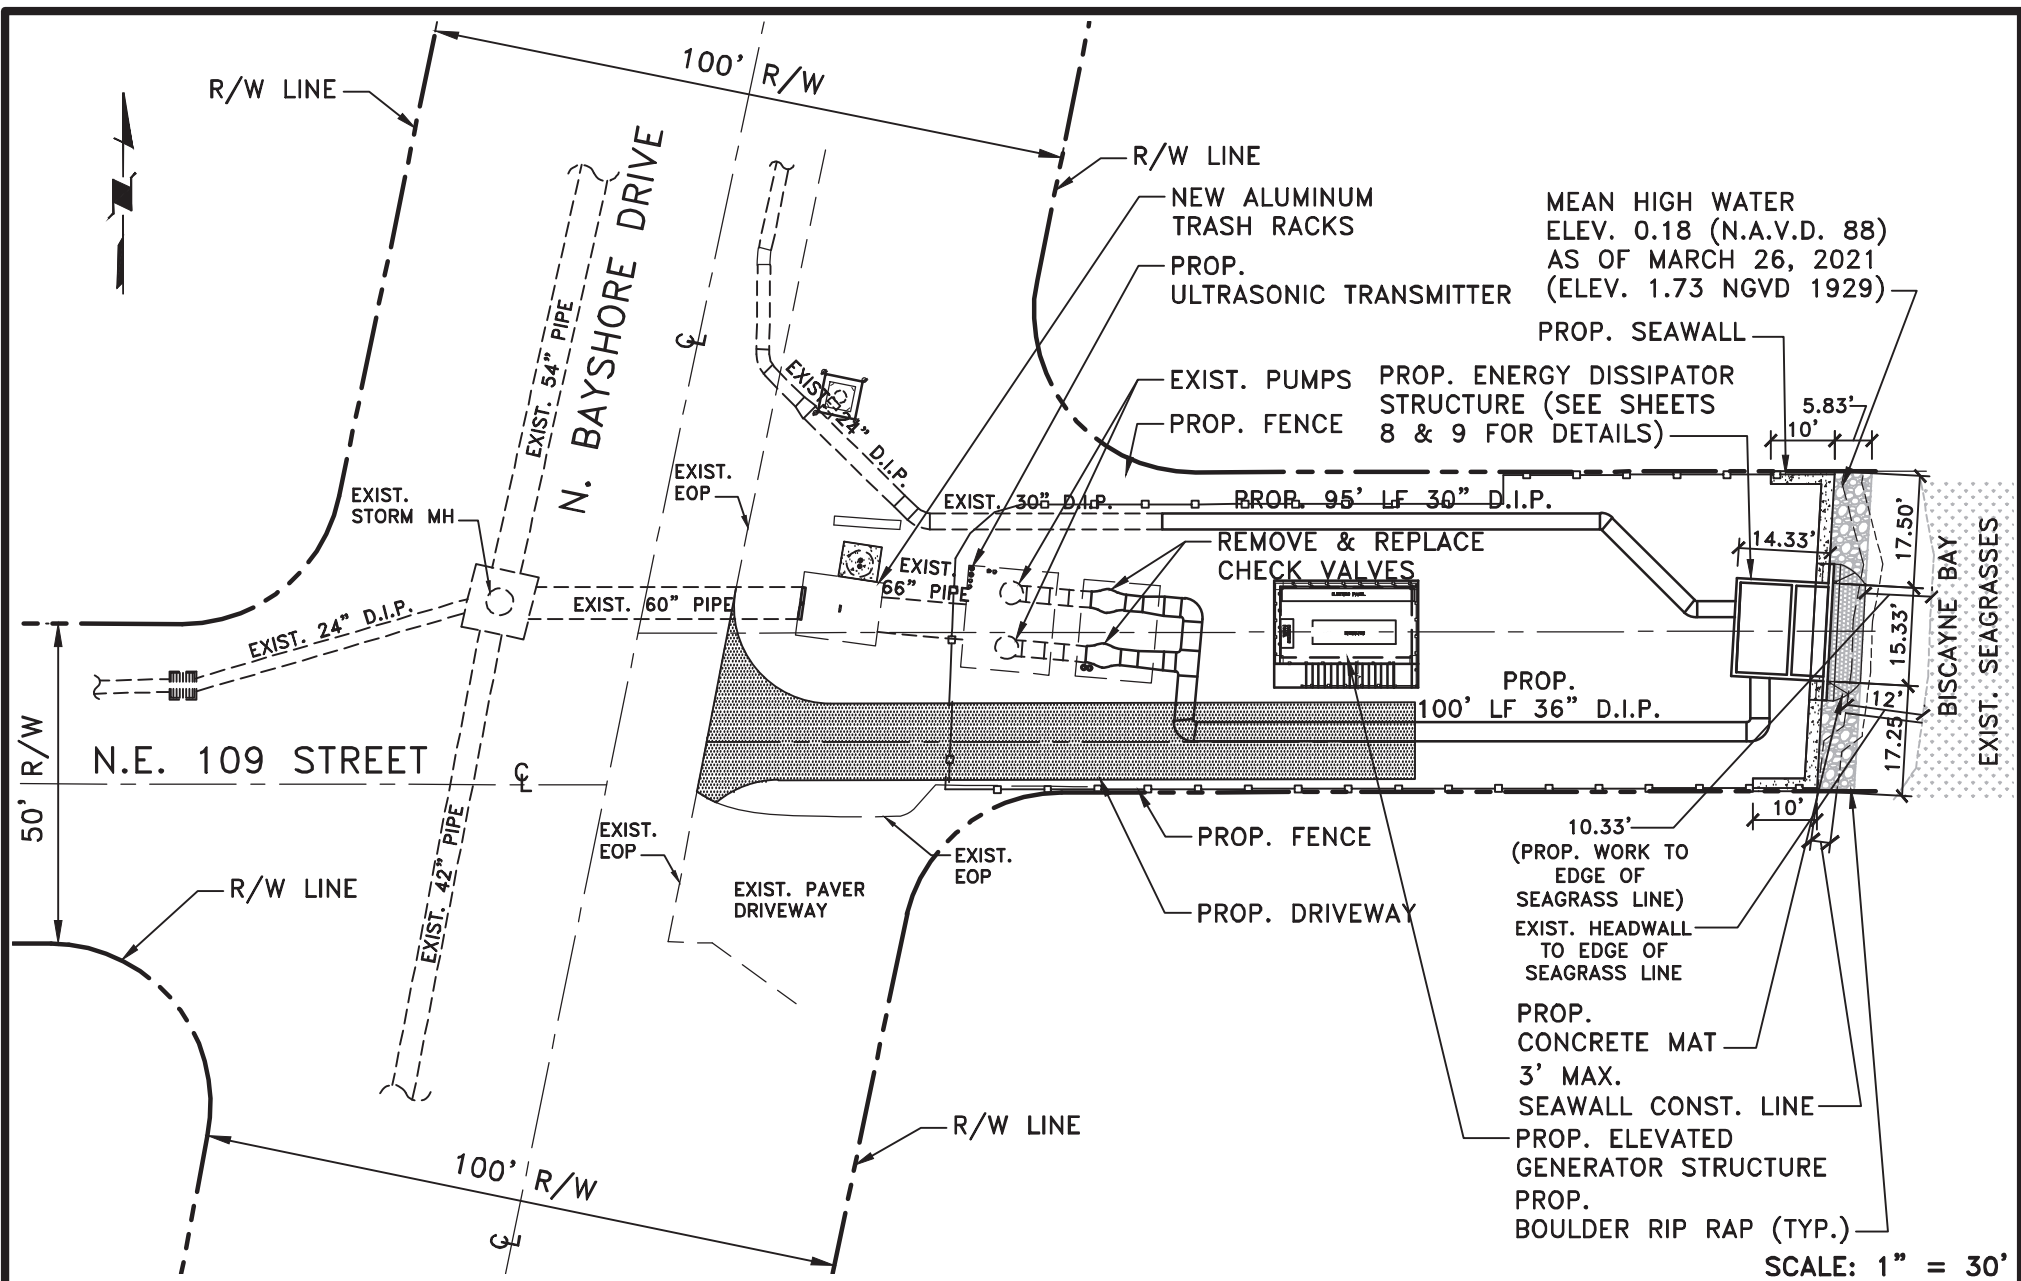 100' R/W
R/W LINE
N. BAYSHORE DRIVE
R/W LINE
NEW ALUMINUM
TRASH RACKS
PROP.
ULTRASONIC TRANSMITTER
MEAN HIGH WATER
ELEV. 0.18 (N.A.V.D. 88)
AS OF MARCH 26, 2021
(ELEV. 1.73 NGVD 1929)
PROP. SEAWALL
EXIST. PUMPS
PROP. FENCE
PROP. ENERGY DISSIPATOR
STRUCTURE (SEE SHEETS
8 & 9 FOR DETAILS)
5.83'
10'
EXIST. 54" PIPE
EXIST. 24" D.I.P.
EXIST.
EOP
EXIST.
STORM MH
EXIST. 30" D.I.P.
PROP. 95' LF 30" D.I.P.
REMOVE & REPLACE
CHECK VALVES
14.33'
17.50'
15.33'
12'
17.25'
BISCAYNE BAY
EXIST. SEAGRASSES
EXIST.
66" PIPE
EXIST. 60" PIPE
EXIST. 24" D.I.P.
PROP.
100' LF 36" D.I.P.
N.E. 109 STREET
50' R/W
EXIST. 42" PIPE
R/W LINE
EXIST.
EOP
EXIST. PAVER
DRIVEWAY
EXIST.
EOP
PROP. FENCE
PROP. DRIVEWAY
10'
10.33'
(PROP. WORK TO
EDGE OF
SEAGRASS LINE)
EXIST. HEADWALL
TO EDGE OF
SEAGRASS LINE
PROP.
CONCRETE MAT
3' MAX.
SEAWALL CONST. LINE
PROP. ELEVATED
GENERATOR STRUCTURE
PROP.
BOULDER RIP RAP (TYP.)
R/W LINE
100' R/W
SCALE: 1" = 30'